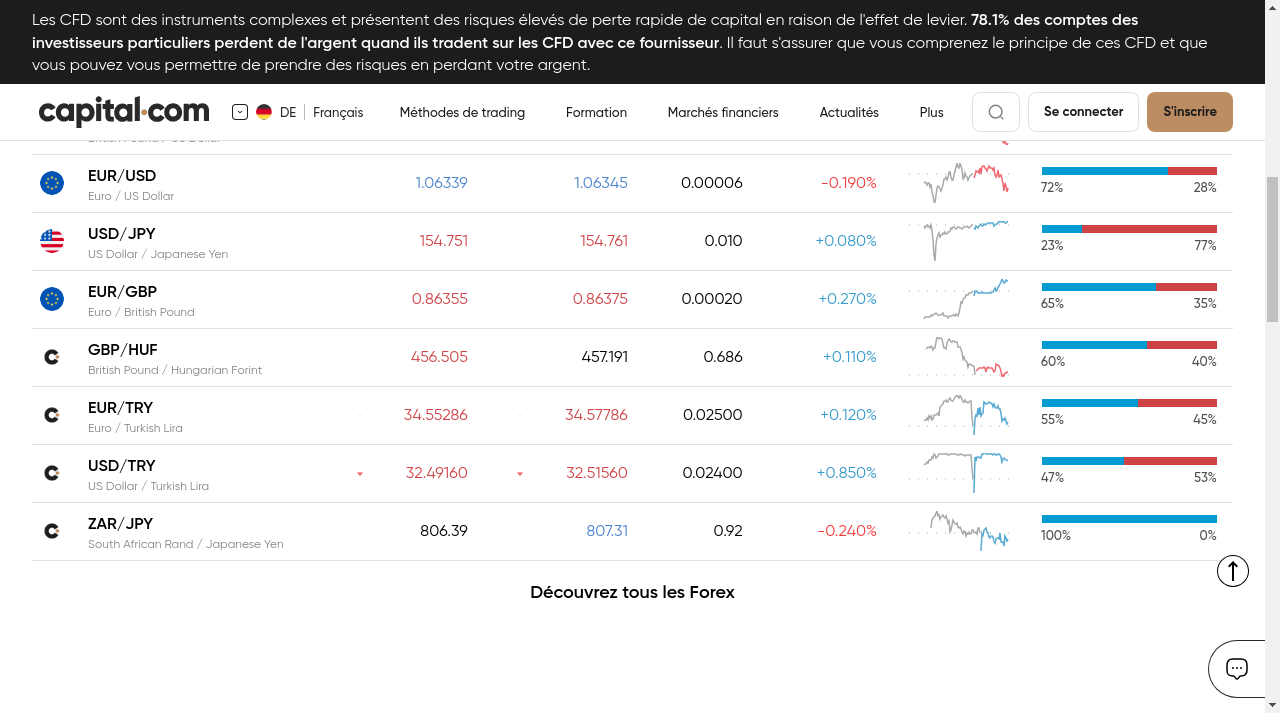 Les CFD sont des instruments complexes et présentent des risques élevés de perte rapide de capital en raison de l'effet de levier. 78.1% des comptes des
investisseurs particuliers perdent de l'argent quand ils tradent sur les CFD avec ce fournisseur. Il faut s'assurer que vous comprenez le principe de ces CFD et que
vous pouvez vous permettre de prendre des risques en perdant votre argent.
capital.com DE Français Méthodes de trading Formation Marchés financiers Actualités Plus Se connecter S'inscrire
EUR/USD 1.06339 1.06345 0.00006 -0.190%
Euro / US Dollar 72% 28%
USD/JPY 154.751 154.761 0.010 +0.080%
US Dollar / Japanese Yen 23% 77%
EUR/GBP 0.86355 0.86375 0.00020 +0.270%
Euro / British Pound 65% 35%
GBP/HUF 456.505 457.191 0.686 +0.110%
British Pound / Hungarian Forint 60% 40%
EUR/TRY 34.55286 34.57786 0.02500 +0.120%
Euro / Turkish Lira 55% 45%
USD/TRY 32.49160 32.51560 0.02400 +0.850%
US Dollar / Turkish Lira 47% 53%
ZAR/JPY 806.39 807.31 0.92 -0.240%
South African Rand / Japanese Yen 100% 0%
Découvrez tous les Forex